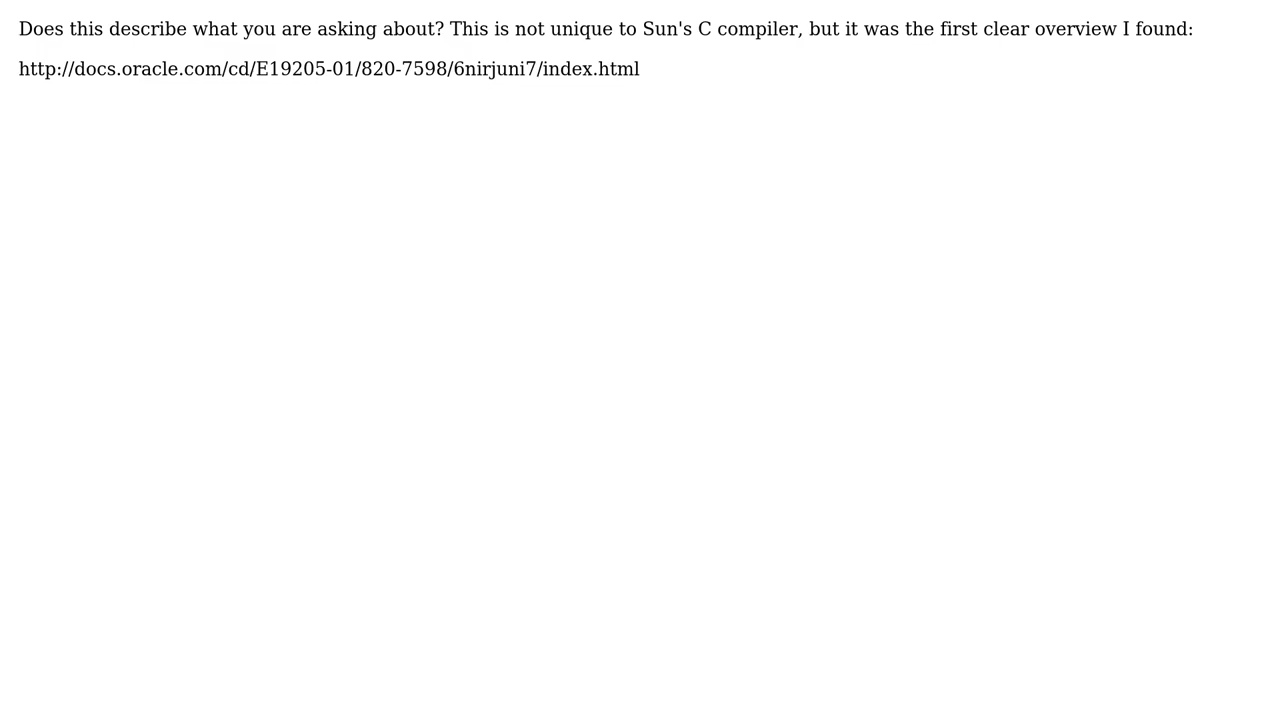 Does this describe what you are asking about? This is not unique to Sun's C compiler, but it was the first clear overview I found:
http://docs.oracle.com/cd/E19205-01/820-7598/6nirjuni7/index.html